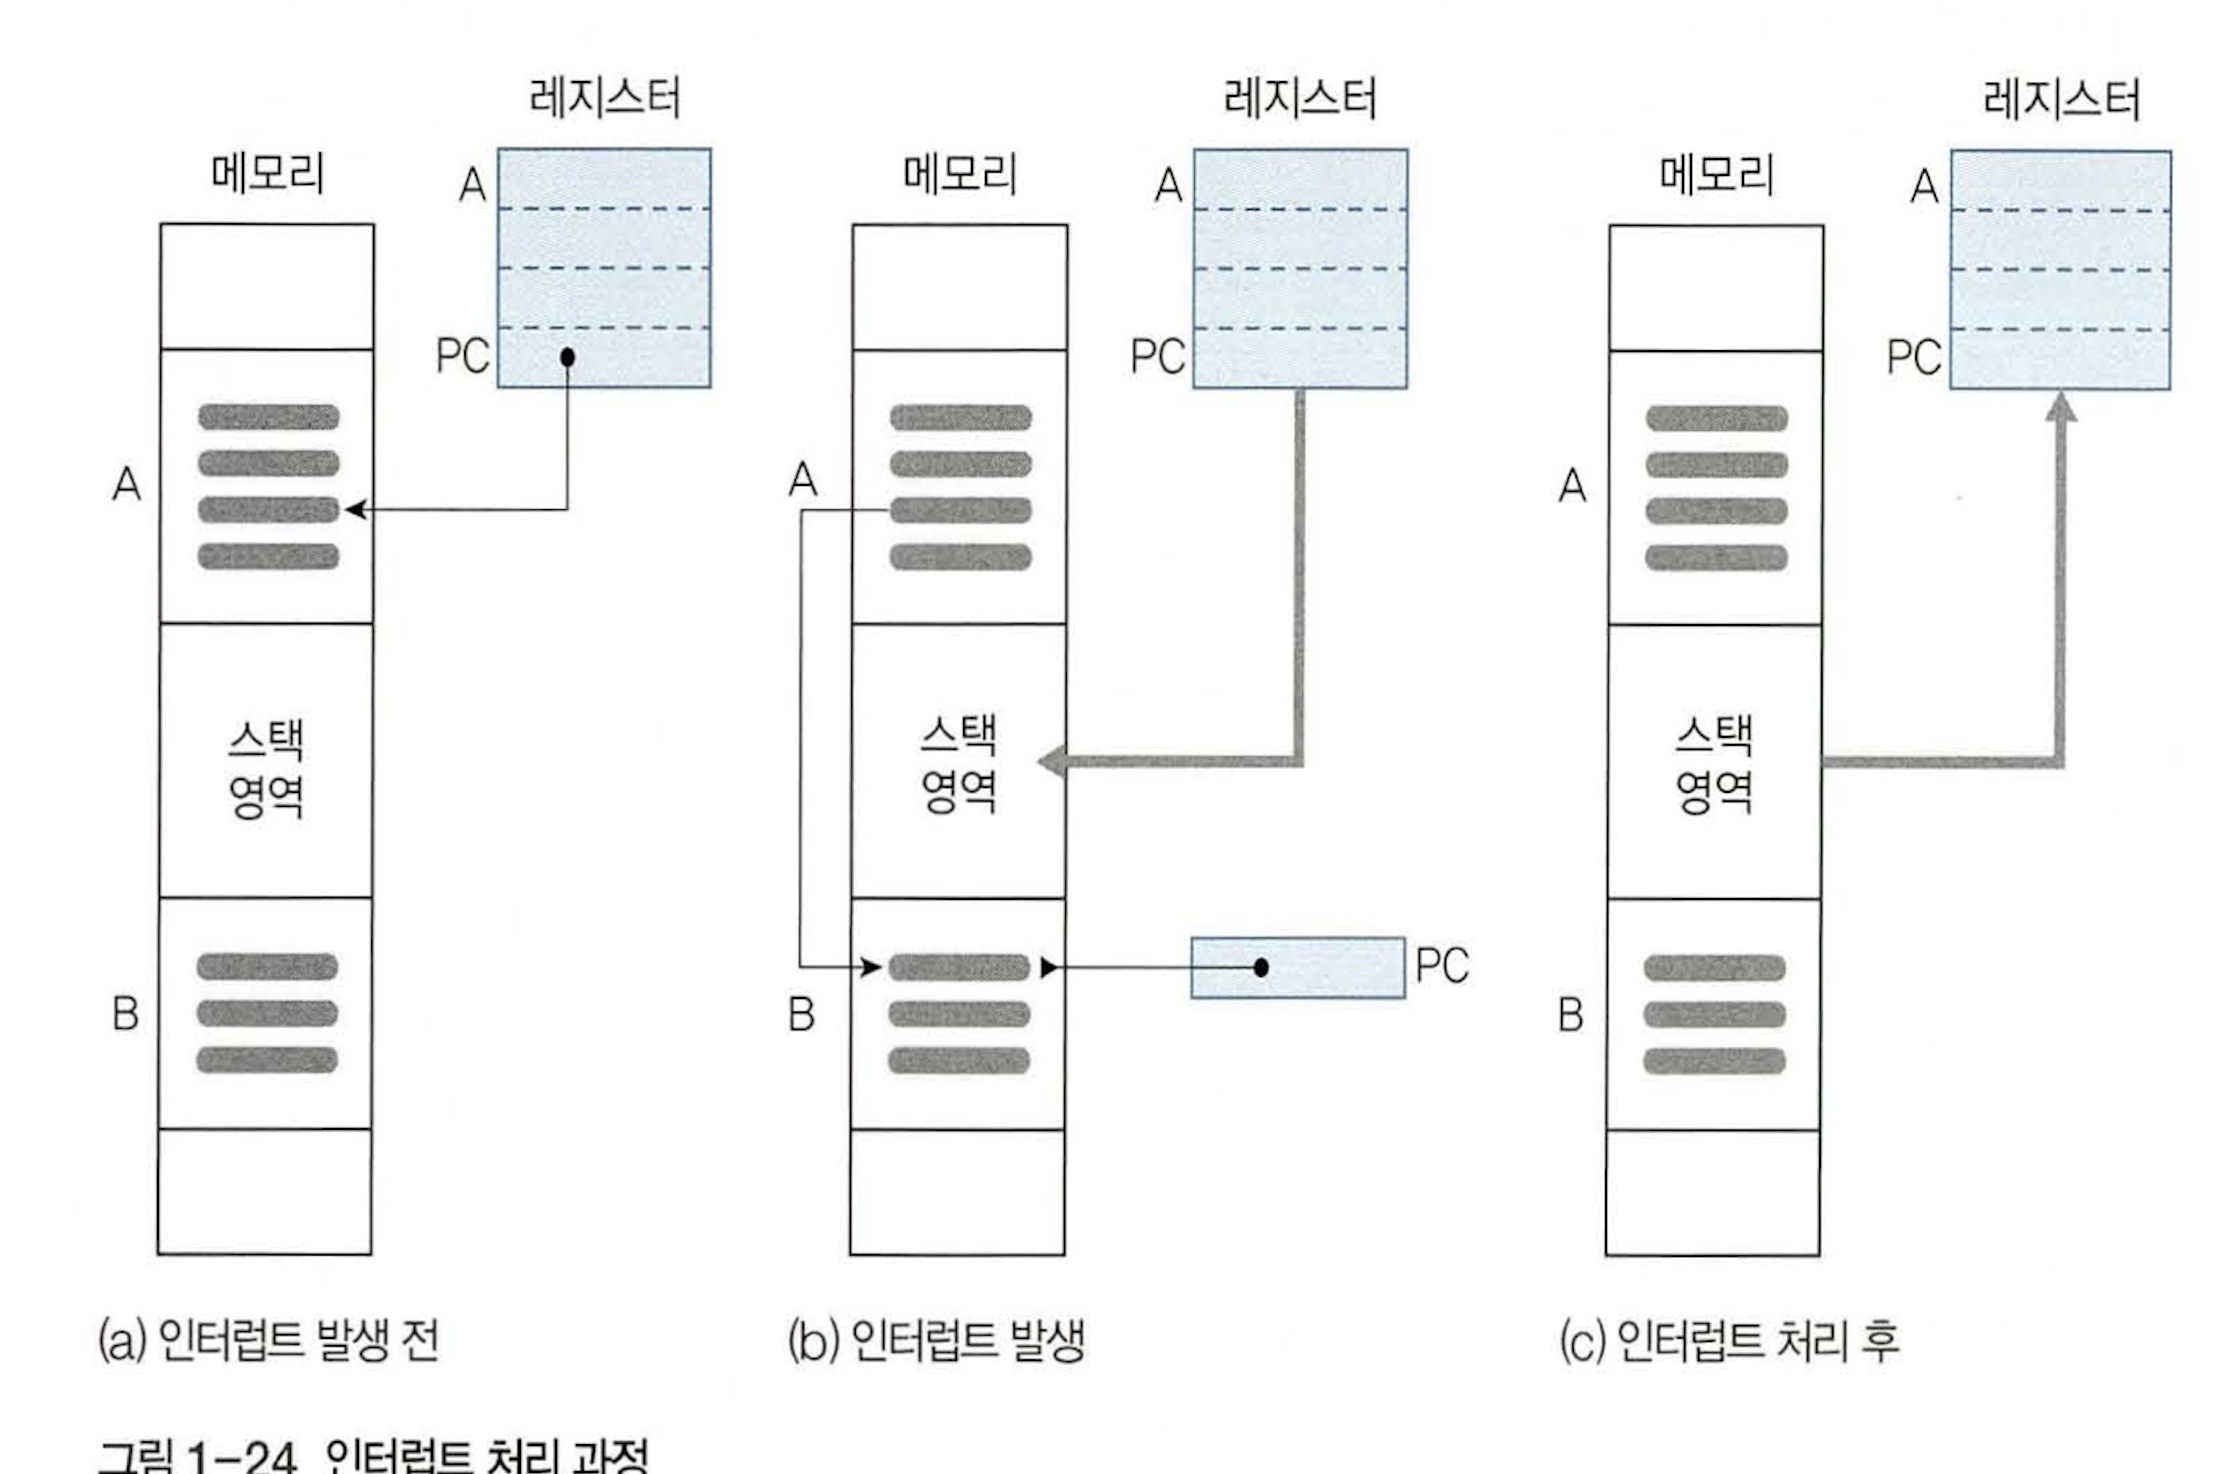 레지스터
메모리
A
PC
A
스택
영역
B
(a) 인터럽트 발생 전
레지스터
메모리
A
PC
A
스택
영역
PC
B
(b) 인터럽트 발생
레지스터
메모리
A
PC
A
스택
영역
B
(c) 인터럽트 처리 후
그림 1-24 인터럽트 처리 과정